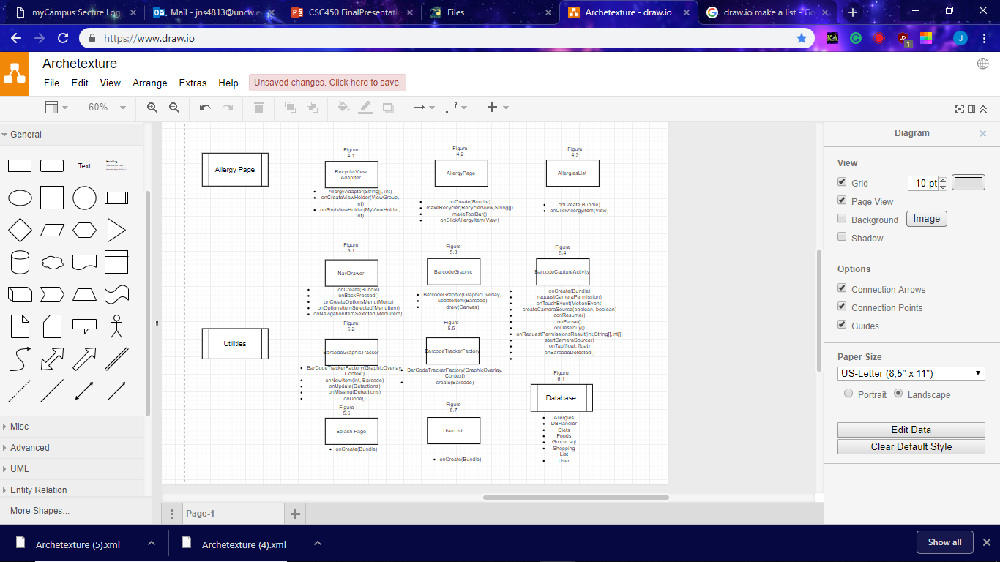 myCampus Secure Log
Mail - jns4813@uncw.e
CSC450 FinalPresentati
Files
Archetexture - draw.io
draw.io make a list - Go
https://www.draw.io
1
J
Archetexture
File Edit View Arrange Extras Help
Unsaved changes. Click here to save.
60%
General
Text
Heading
Misc
Advanced
UML
Entity Relation
More Shapes...
Allergy Page
Figure
4.1
RecyclerView
Adaptter
AllergyAdapter(String[], int)
onCreateViewHolder(ViewGroup,
int)
onBindViewHolder(MyViewHolder,
int)
Figure
4.2
AllergyPage
onCreate(Bundle)
makeRecycler(RecyclerView,String[])
makeToolBar()
onClickAllergyItem(View)
Figure
4.3
AllergiesList
onCreate(Bundle)
onClickAllergyItem(View)
Utilities
Figure
5.1
NavDrawer
onCreate(Bundle)
onBackPressed()
onCreateOptionsMenu(Menu)
onOptionsItemSelected(MenuItem)
onNavigationItemSelected(MenuItem)
Figure
5.3
BarcodeGraphic
BarcodeGraphic(GraphicOverlay)
updateItem(Barcode)
draw(Canvas)
Figure
5.4
BarcodeCaptureActivity
onCreate(Bundle)
requestCameraPermission)
onTouchEvent(MotionEvent)
createCameraSource(boolean, boolean)
conResume()
onPause()
onDestrouy()
onRequestPermissionsResult(int,String[],int[])
startCameraSource()
onTap(float, float)
onBarcodeDetected()
Figure
5.2
BarcodeGraphicTracker
BarCodeTrackerFactory(GraphicOverlay,
Context)
onNewItem(int, Barcode)
onUpdate(Detections)
onMissing(Detections)
onDone()
Figure
5.5
BarcodeTrackerFactory
BarCodeTrackerFactory(GraphicOverlay,
Context)
create(Barcode)
Figure
5.6
Splash Page
onCreate(Bundle)
Figure
5.7
UserList
onCreate(Bundle)
Figure
6.1
Database
Allergies
DBHandler
Diets
Foods
Grocer.sql
Shopping
List
User
Page-1
Diagram
View
Grid
10 pt
Page View
Background
Image
Shadow
Options
Connection Arrows
Connection Points
Guides
Paper Size
US-Letter (8,5" x 11")
Portrait Landscape
Edit Data
Clear Default Style
Archetexture (5).xml
Archetexture (4).xml
Show all